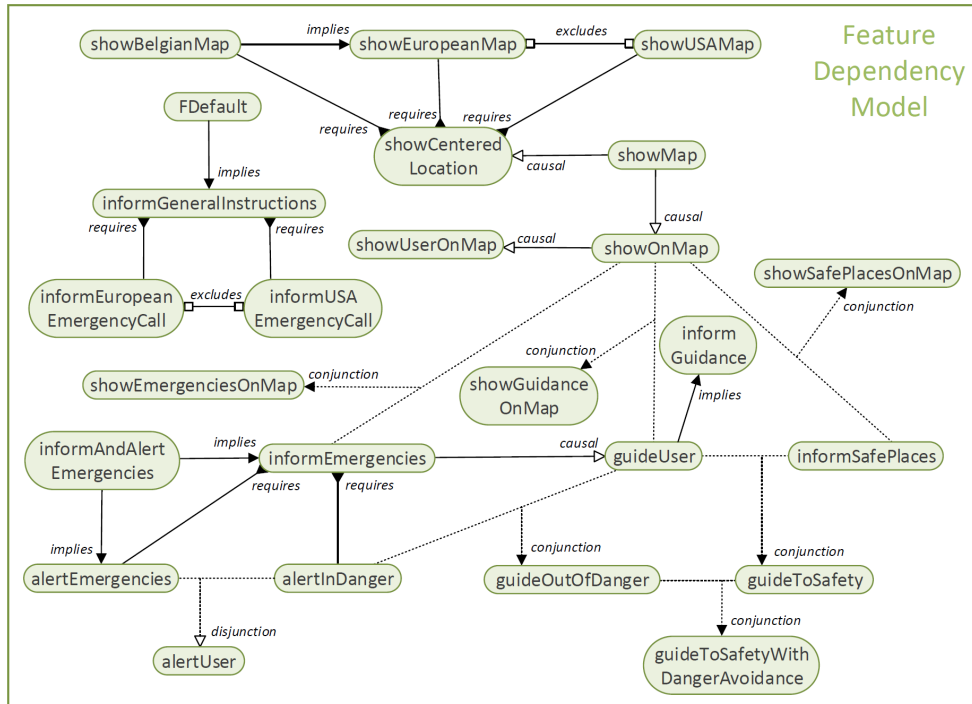 Feature
Dependency
Model
showBelgianMap
implies
showEuropeanMap
excludes
showUSAMap
FDefault
requires
requires
requires
showCentered
Location
causal
showMap
implies
causal
informGeneralInstructions
requires
requires
showUserOnMap
causal
showOnMap
showSafePlacesOnMap
conjunction
informEuropean
EmergencyCall
excludes
informUSA
EmergencyCall
inform
Guidance
conjunction
showEmergenciesOnMap
conjunction
showGuidance
OnMap
implies
informAndAlert
Emergencies
implies
informEmergencies
causal
guideUser
informSafePlaces
requires
requires
implies
conjunction
conjunction
alertEmergencies
alertInDanger
guideOutOfDanger
guideToSafety
disjunction
conjunction
alertUser
guideToSafetyWith
DangerAvoidance